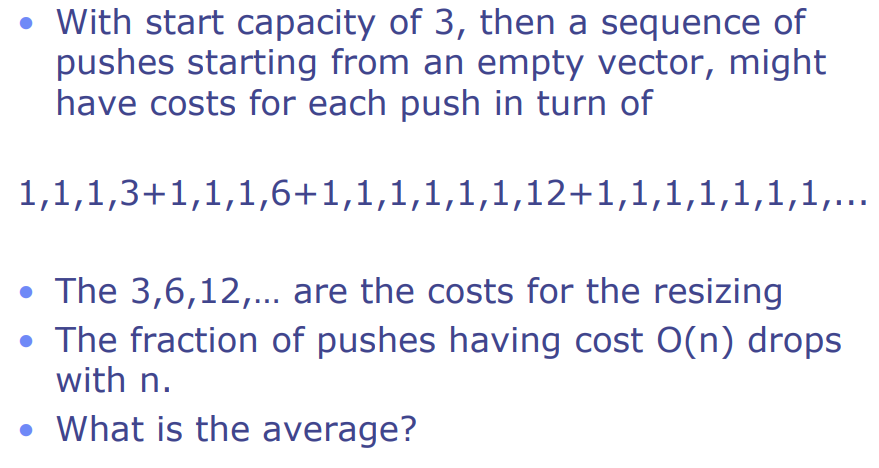 • With start capacity of 3, then a sequence of
pushes starting from an empty vector, might
have costs for each push in turn of
1,1,1,3+1,1,1,6+1,1,1,1,1,1,12+1,1,1,1,1,1,1,...
• The 3,6,12,… are the costs for the resizing
• The fraction of pushes having cost O(n) drops
with n.
• What is the average?